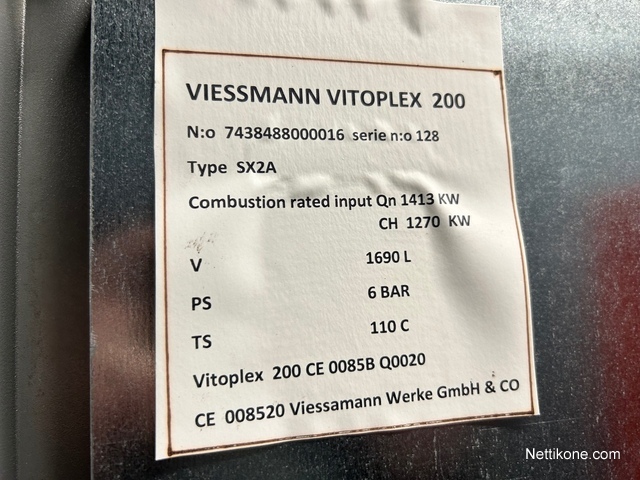 VIESSMANN VITOPLEX 200
N:o 7438488000016 serie n:o 128
Type SX2A
Combustion rated input Qn 1413 KW
CH 1270 KW
V 1690 L
PS 6 BAR
TS 110 C
Vitoplex 200 CE 0085B Q0020
CE 008520 Viessamann Werke GmbH & CO
Nettikone.com